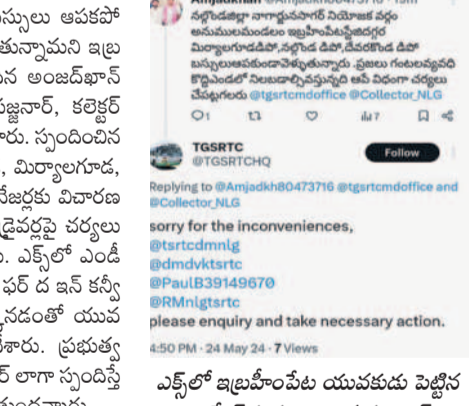 స్సులు ఆపకపో
తున్నామని ఇబ్ర
న అంజద్‌ఖాన్
జ్జనార్, కలెక్టర్
రు. స్పందించిన
, మిర్యాలగూడ,
నేజర్లకు విచారణ
డ్రైవర్లపై చర్యలు
. ఎక్స్‌లో ఎండీ
ఫర్ ద ఇన్ కన్వీ
నడంతో యువ
శారు. ప్రభుత్వ
ర్ లాగా స్పందిస్తే
నల్గొండజిల్లా నాగార్జునసాగర్ నియోజక వర్గం
అనుములమండలం ఇబ్రహీంపేటస్టేజిదగ్గర
మిర్యాలగూడడిపో,నల్గొండ డిపో,దేవరకొండ డిపో
బస్సులుఆపకుండావెళ్తుతున్నారు .ప్రజలు గంటలవ్యవధి
కొద్దిఎండలో నిలబడాల్సివస్తున్నది ఆపే విధంగా చర్యలు
చేపట్టగలరు @tgsrtcmdoffice @Collector_NLG
1 7
TGSRTC
@TGSRTCHQ
Follow
Replying to @Amjadkh80473716 @tgsrtcmdoffice and
@Collector_NLG
sorry for the inconveniences,
@tsrtcdmnlg
@dmdvktsrtc
@PaulB39149670
@RMnlgtsrtc
please enquiry and take necessary action.
4:50 PM · 24 May 24 · 7 Views
ఎక్స్‌లో ఇబ్రహీంపేట యువకుడు పెట్టిన